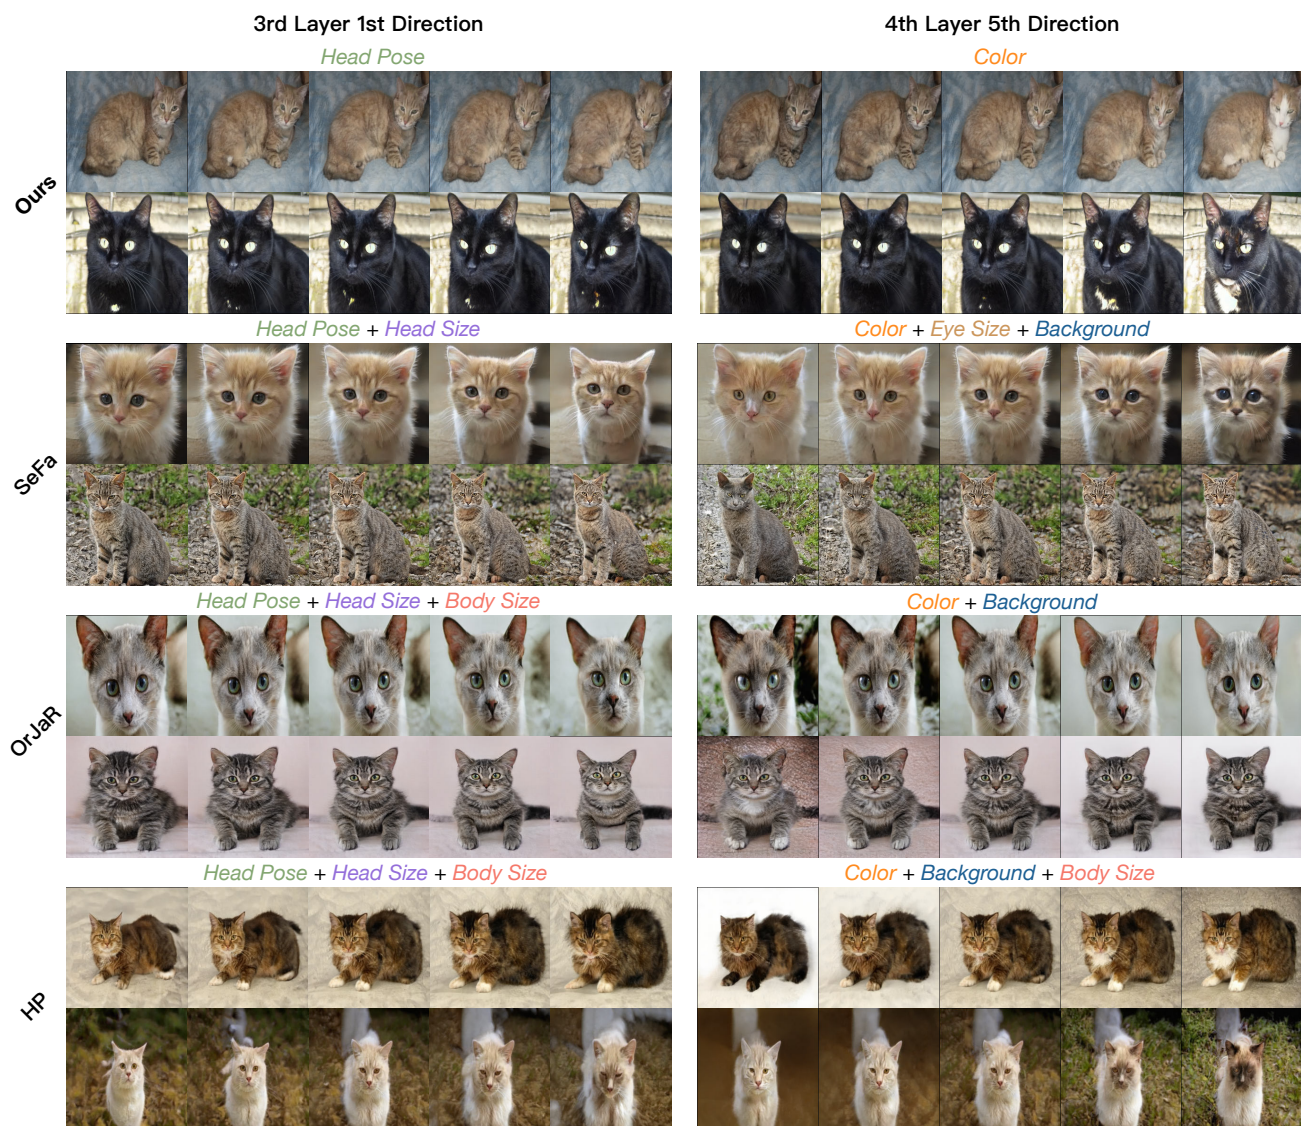 3rd Layer 1st Direction
4th Layer 5th Direction
Head Pose
Color
Ours
Head Pose + Head Size
Color + Eye Size + Background
SeFa
Head Pose + Head Size + Body Size
Color + Background
OrJaR
Head Pose + Head Size + Body Size
Color + Background + Body Size
HP